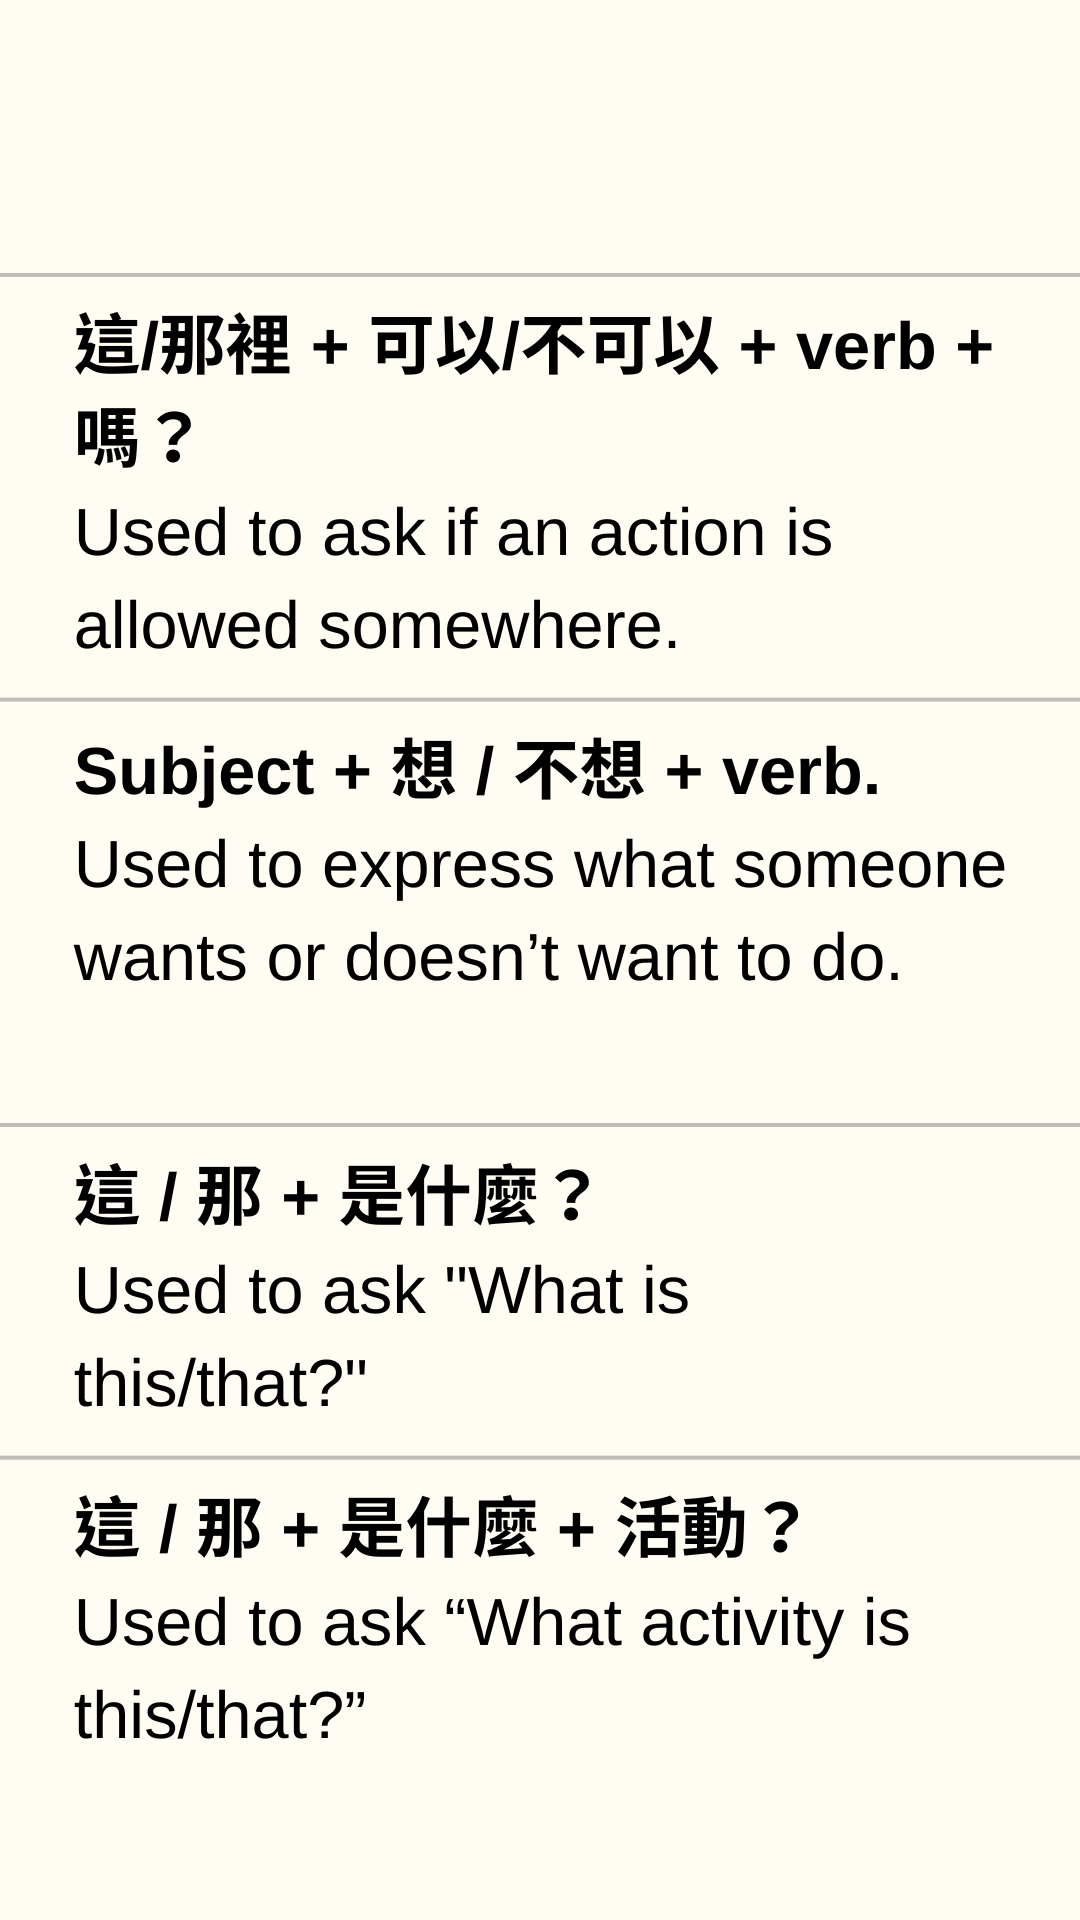 這/那裡 + 可以/不可以 + verb +
嗎？
Used to ask if an action is
allowed somewhere.
Subject + 想 / 不想 + verb.
Used to express what someone
wants or doesn’t want to do.
這 / 那 + 是什麼？
Used to ask "What is
this/that?"
這 / 那 + 是什麼 + 活動？
Used to ask “What activity is
this/that?”